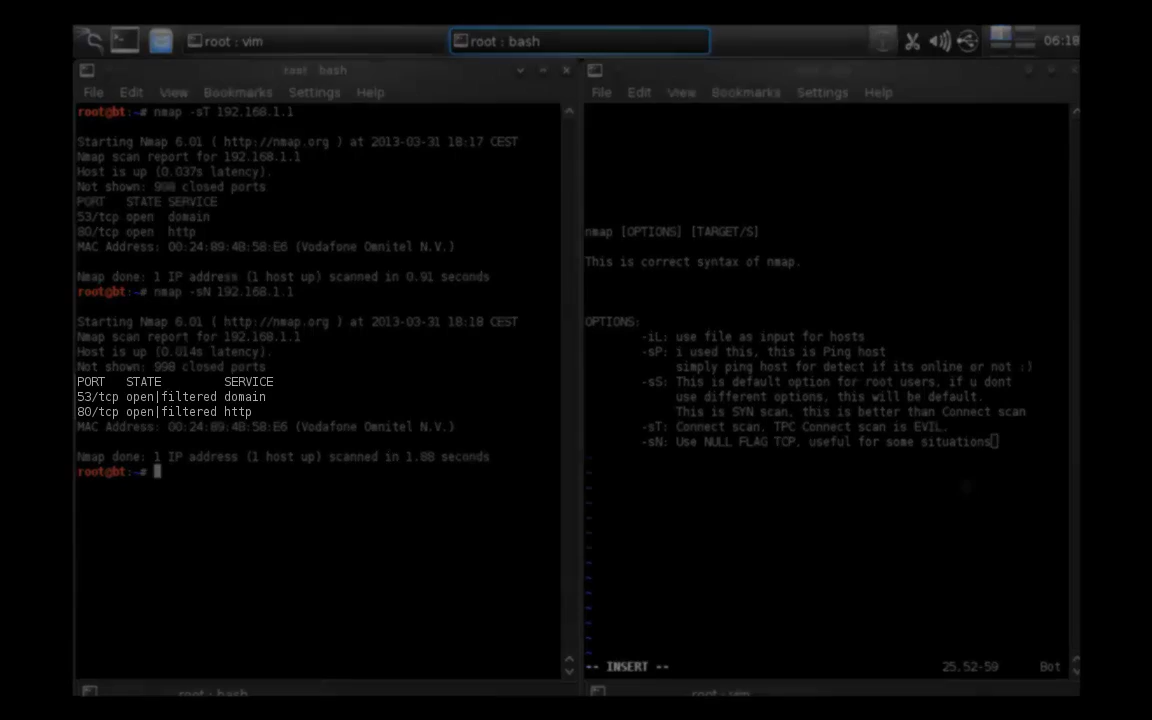 root : vim
root : bash
06:18
root : bash
File Edit View Bookmarks Settings Help
root@bt:~# nmap -sT 192.168.1.1
Starting Nmap 6.01 ( http://nmap.org ) at 2013-03-31 18:17 CEST
Nmap scan report for 192.168.1.1
Host is up (0.037s latency).
Not shown: 998 closed ports
PORT STATE SERVICE
53/tcp open domain
80/tcp open http
MAC Address: 00:24:89:4B:58:E6 (Vodafone Omnitel N.V.)
Nmap done: 1 IP address (1 host up) scanned in 0.91 seconds
root@bt:~# nmap -sN 192.168.1.1
Starting Nmap 6.01 ( http://nmap.org ) at 2013-03-31 18:18 CEST
Nmap scan report for 192.168.1.1
Host is up (0.014s latency).
Not shown: 998 closed ports
PORT STATE SERVICE
53/tcp open|filtered domain
80/tcp open|filtered http
MAC Address: 00:24:89:4B:58:E6 (Vodafone Omnitel N.V.)
Nmap done: 1 IP address (1 host up) scanned in 1.88 seconds
root@bt:~#
root : bash
File Edit View Bookmarks Settings Help
nmap [OPTIONS] [TARGET/S]
This is correct syntax of nmap.
OPTIONS:
-iL: use file as input for hosts
-sP: i used this, this is Ping host
simply ping host for detect if its online or not :)
-sS: This is default option for root users, if u dont
use different options, this will be default.
This is SYN scan, this is better than Connect scan
-sT: Connect scan, TPC Connect scan is EVIL.
-sN: Use NULL FLAG TCP, useful for some situations
~
~
~
~
~
~
~
~
~
~
~
~
~
~
-- INSERT -- 25,52-59 Bot
root : vim